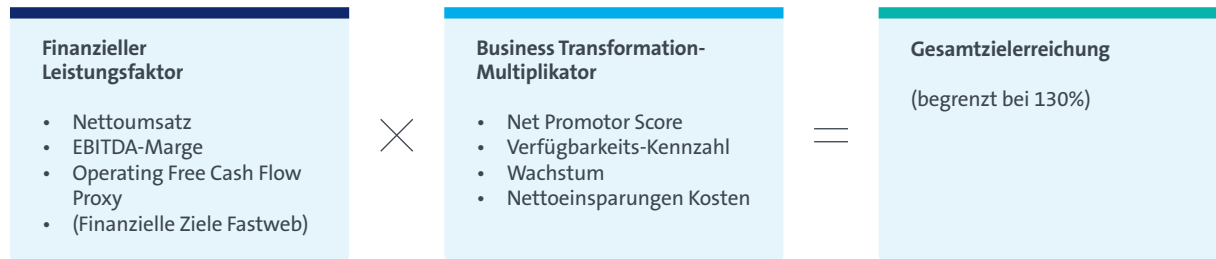 Finanzieller
Leistungsfaktor
• Nettoumsatz
• EBITDA-Marge
• Operating Free Cash Flow
Proxy
• (Finanzielle Ziele Fastweb)
×
Business Transformation-
Multiplikator
• Net Promotor Score
• Verfügbarkeits-Kennzahl
• Wachstum
• Nettoeinsparungen Kosten
=
Gesamtzielerreichung
(begrenzt bei 130%)